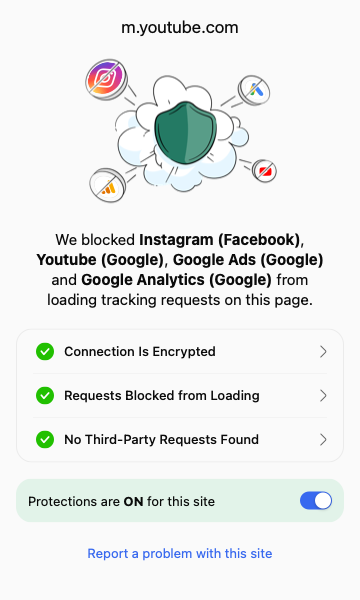 m.youtube.com
We blocked Instagram (Facebook),
Youtube (Google), Google Ads (Google)
and Google Analytics (Google) from
loading tracking requests on this page.
Connection Is Encrypted
Requests Blocked from Loading
No Third-Party Requests Found
Protections are ON for this site
Report a problem with this site